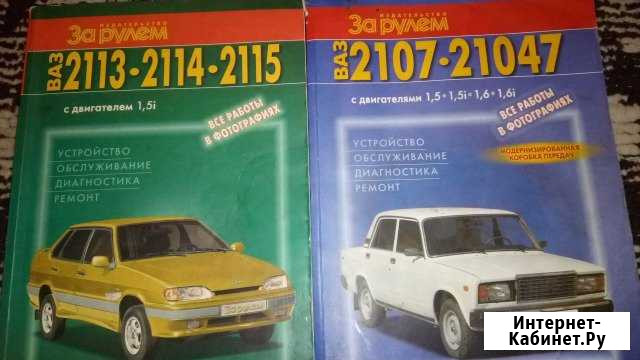 ИЗДАТЕЛЬСТВО
За рулем
ВАЗ
2113·2114·2115
с двигателем 1,5i
ВСЕ РАБОТЫ
В ФОТОГРАФИЯХ
УСТРОЙСТВО
ОБСЛУЖИВАНИЕ
ДИАГНОСТИКА
РЕМОНТ
За рулем
ИЗДАТЕЛЬСТВО
За рулем
ВАЗ
2107·21047
с двигателями 1,5·1,5i·1,6·1,6i
ВСЕ РАБОТЫ
В ФОТОГРАФИЯХ
МОДЕРНИЗИРОВАННАЯ
КОРОБКА ПЕРЕДАЧ
УСТРОЙСТВО
ОБСЛУЖИВАНИЕ
ДИАГНОСТИКА
РЕМОНТ
Интернет-
Кабинет.Ру